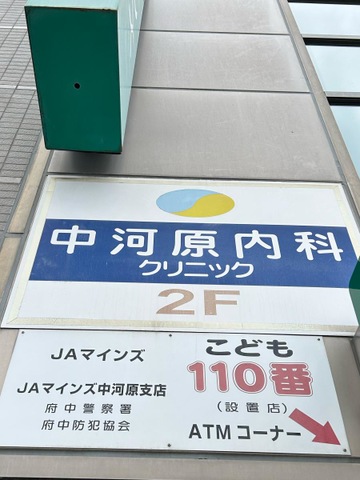 中河原内科
クリニック
2F
JAマインズ
JAマインズ中河原支店
府中警察署
府中防犯協会
こども
110番
(設置店)
ATMコーナー